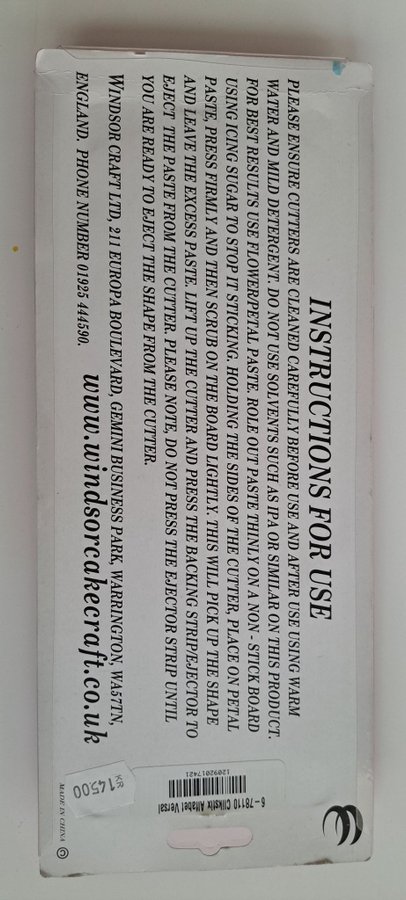 INSTRUCTIONS FOR USE
PLEASE ENSURE CUTTERS ARE CLEANED CAREFULLY BEFORE USE AND AFTER USE USING WARM
WATER AND MILD DETERGENT. DO NOT USE SOLVENTS SUCH AS IPA OR SIMILAR ON THIS PRODUCT.
FOR BEST RESULTS USE FLOWER/PETAL PASTE. ROLE OUT PASTE THINLY ON A NON - STICK BOARD
USING ICING SUGAR TO STOP IT STICKING. HOLDING THE SIDES OF THE CUTTER, PLACE ON PETAL
PASTE, PRESS FIRMLY AND THEN SCRUB ON THE BOARD LIGHTLY. THIS WILL PICK UP THE SHAPE
AND LEAVE THE EXCESS PASTE. LIFT UP THE CUTTER AND PRESS THE BACKING STRIP/EJECTOR TO
EJECT THE PASTE FROM THE CUTTER. PLEASE NOTE, DO NOT PRESS THE EJECTOR STRIP UNTIL
YOU ARE READY TO EJECT THE SHAPE FROM THE CUTTER.
WINDSOR CRAFT LTD, 211 EUROPA BOULEVARD, GEMINI BUSINESS PARK, WARRINGTON, WA57TN,
ENGLAND. PHONE NUMBER 01925 444590.
www.windsorcakecraft.co.uk
12092017421
6-78110 Clikstix Alfabet Versal
KR
14500
MADE IN CHINA